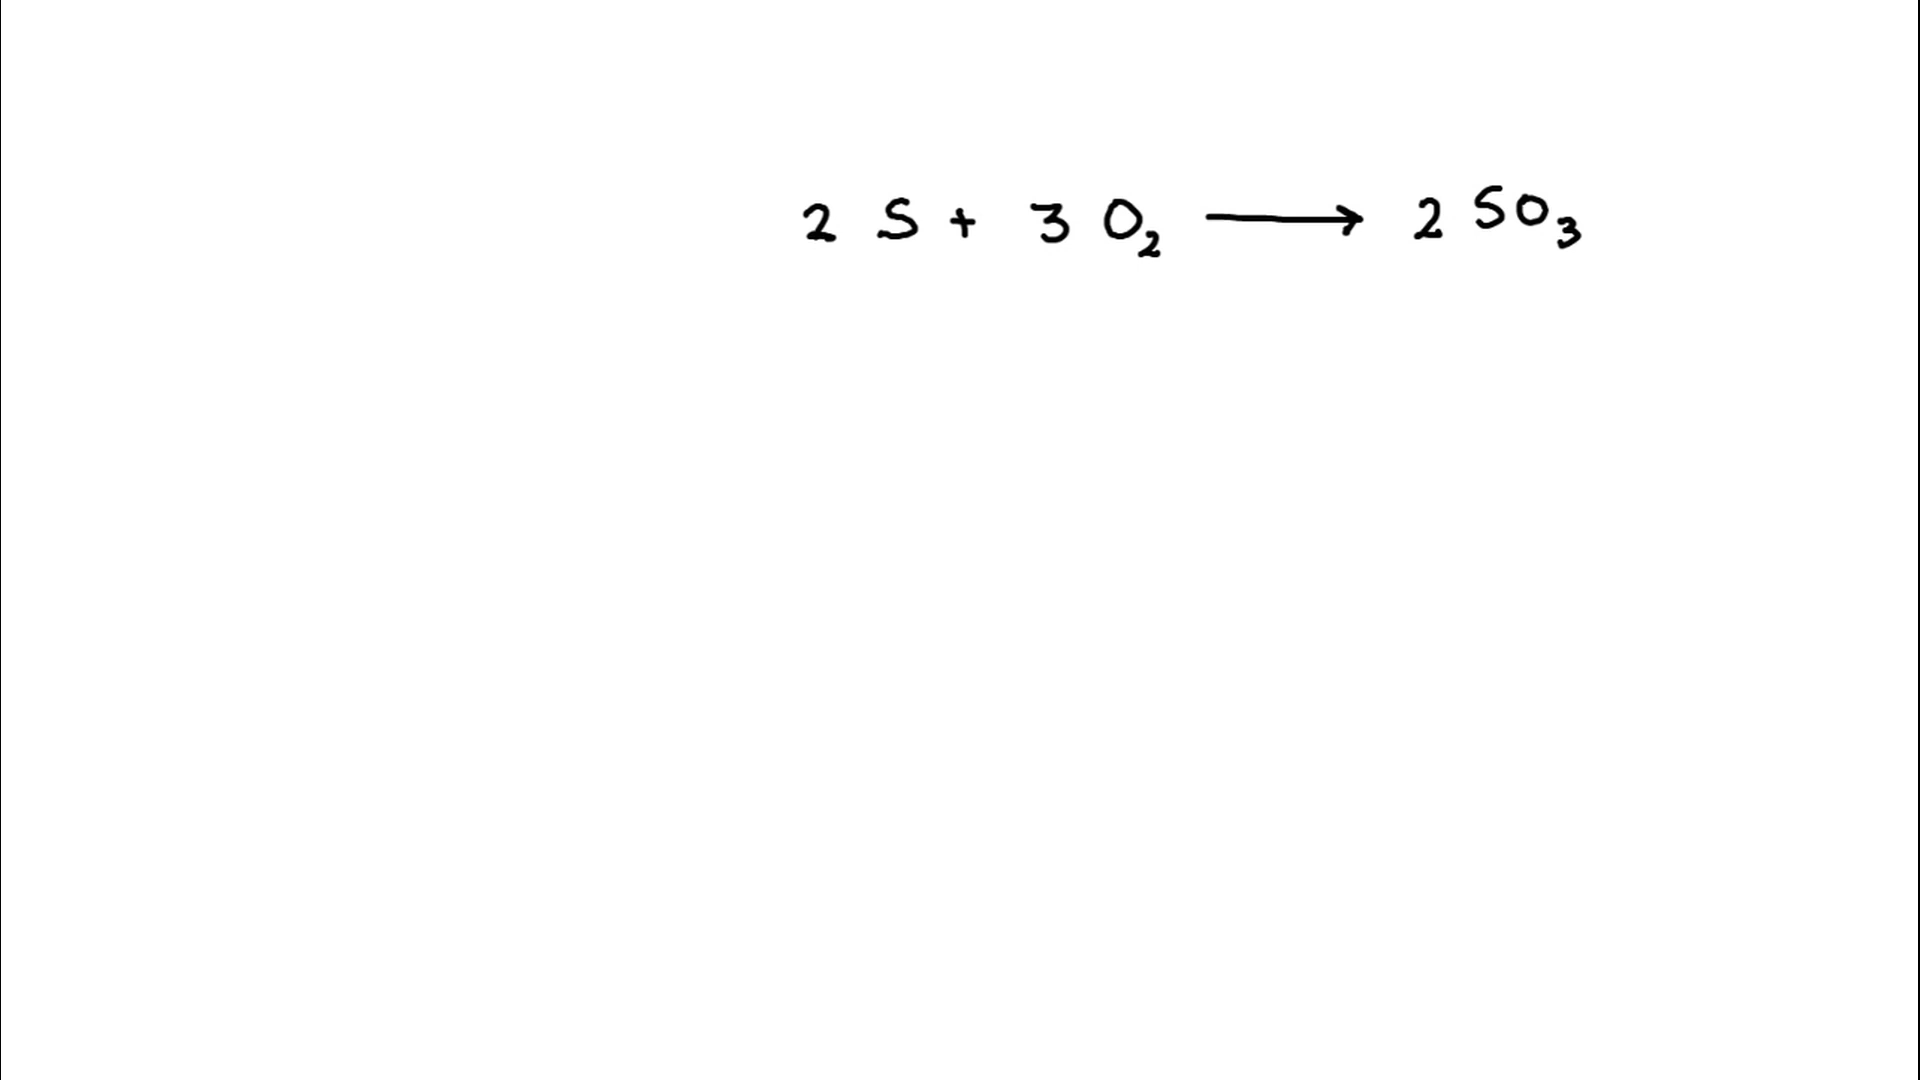 2 S + 3 O₂ ⟶ 2 SO₃